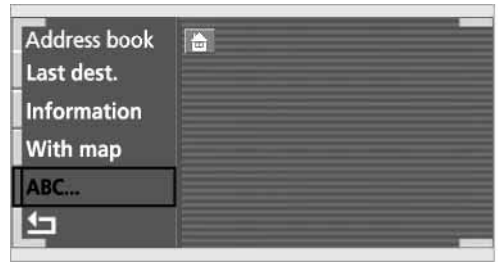 Address book
Last dest.
Information
With map
ABC...